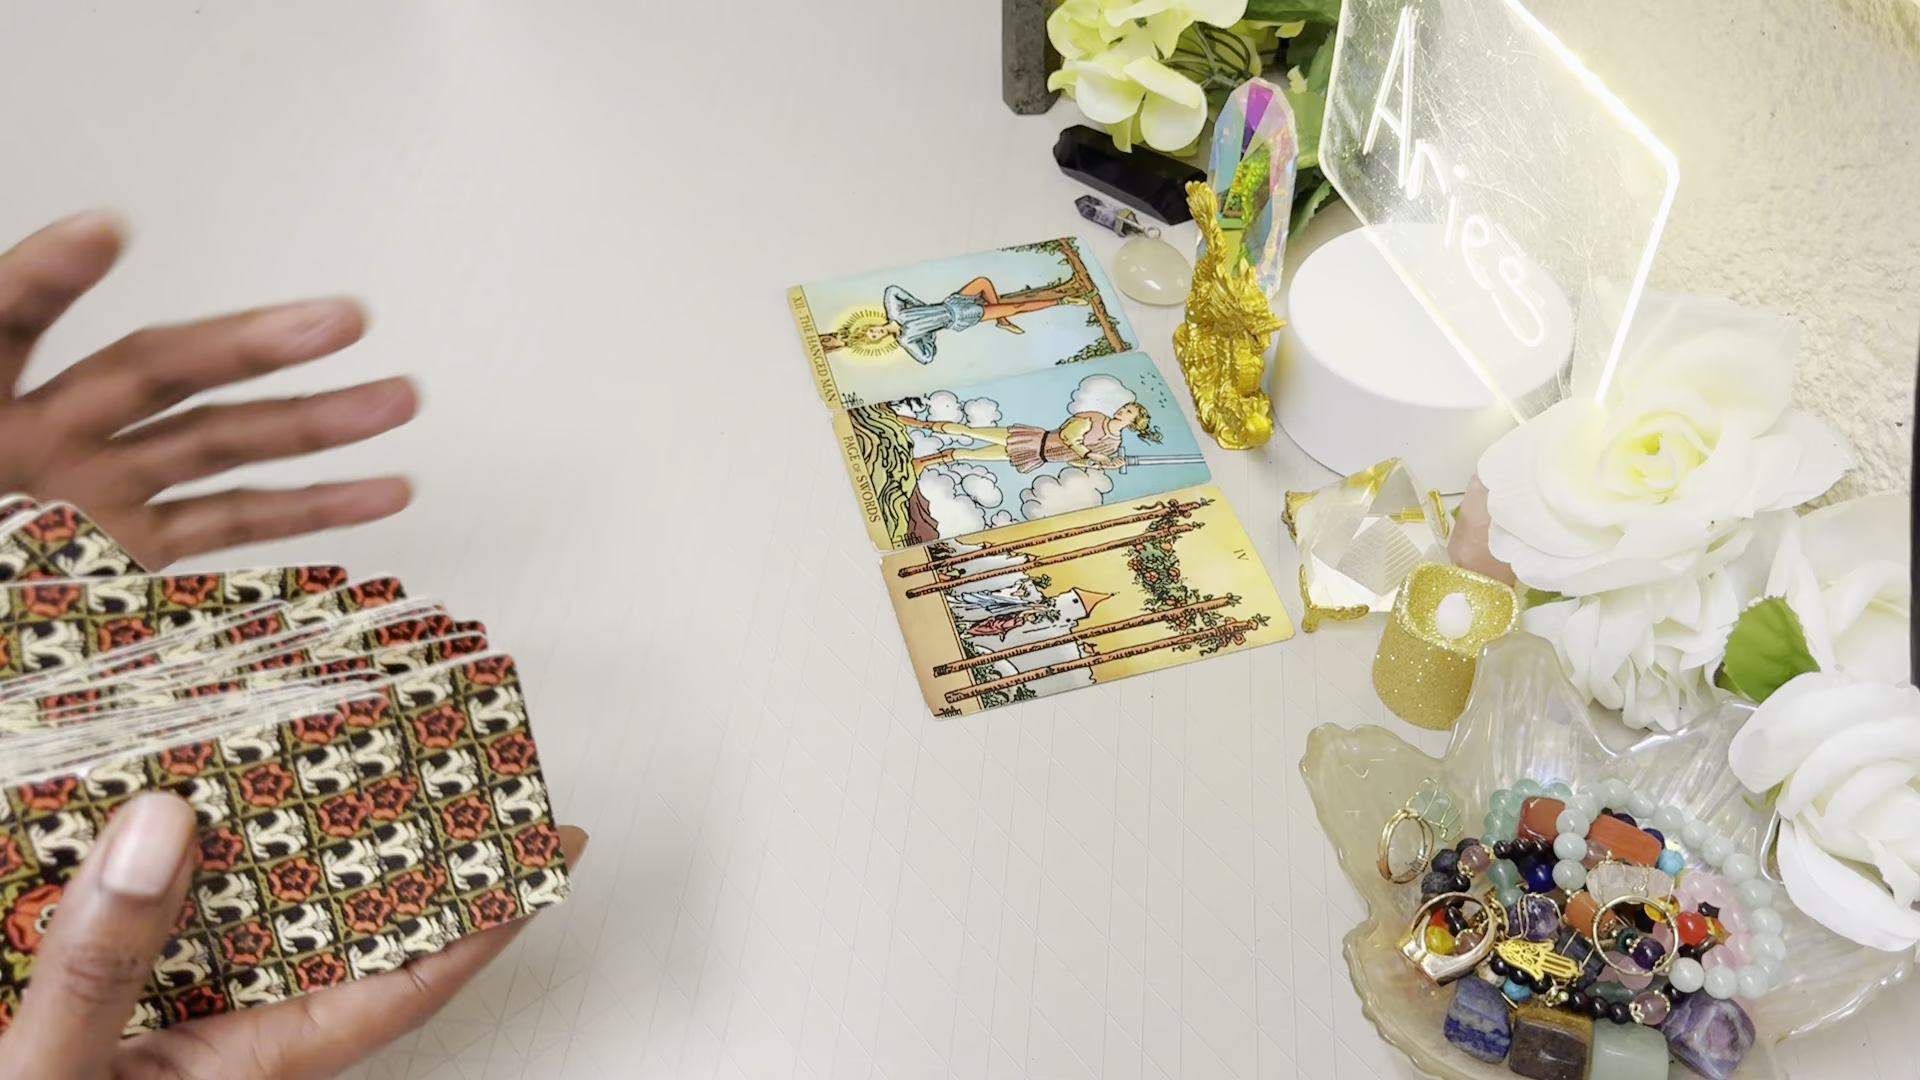 Aries
XII · THE HANGED MAN
PAGE OF SWORDS
IV